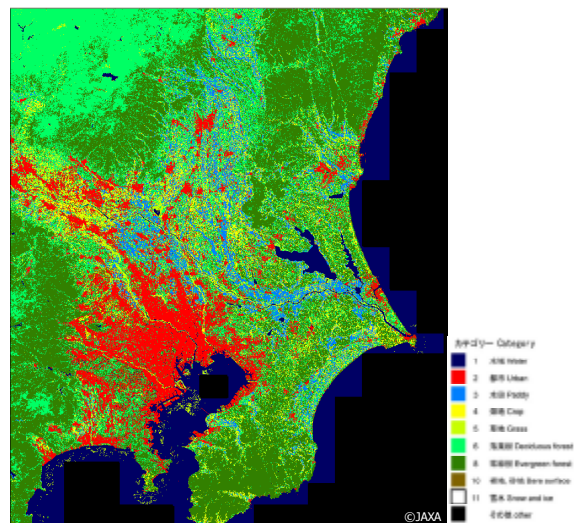 カテゴリー Category
1 水域 Water
2 都市 Urban
3 水田 Paddy
4 畑地 Crop
5 草地 Grass
6 落葉樹 Deciduous forest
8 常緑樹 Evergreen forest
10 Bare surface
11 雪氷 Snow and ice
その他 other
©JAXA